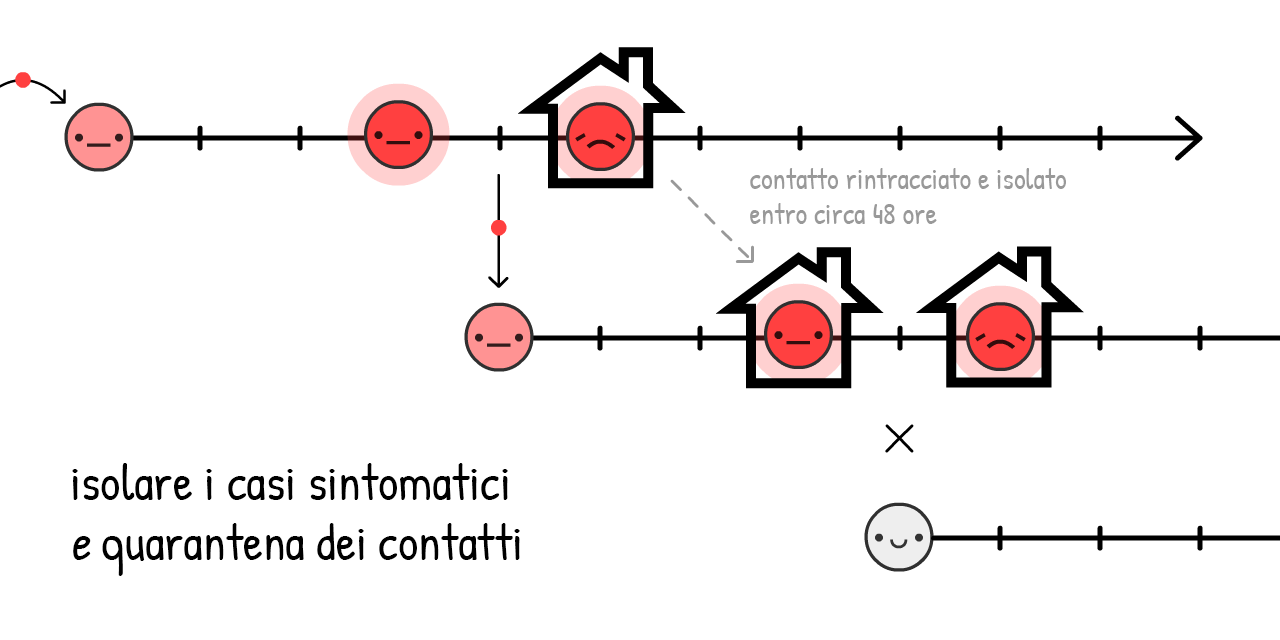 contatto rintracciato e isolato
entro circa 48 ore
isolare i casi sintomatici
e quarantena dei contatti